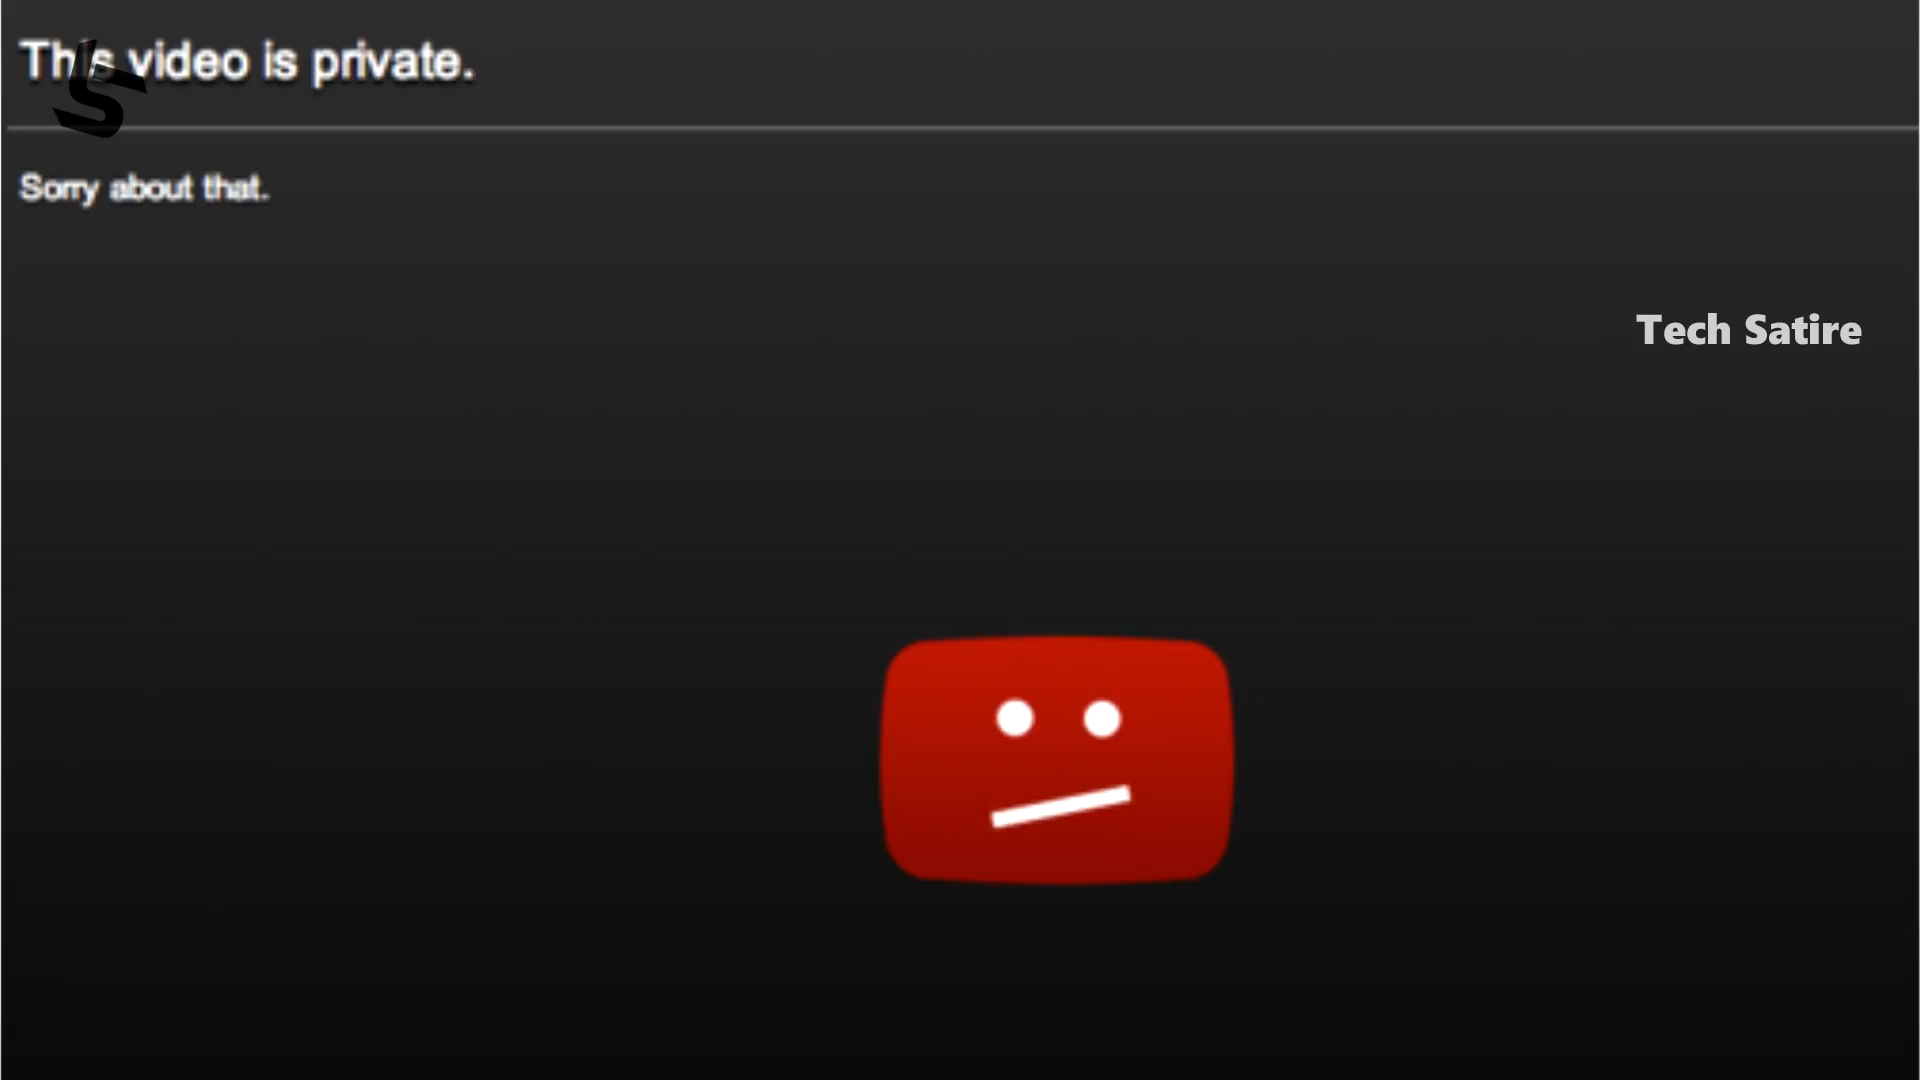 This video is private.
Sorry about that.
Tech Satire